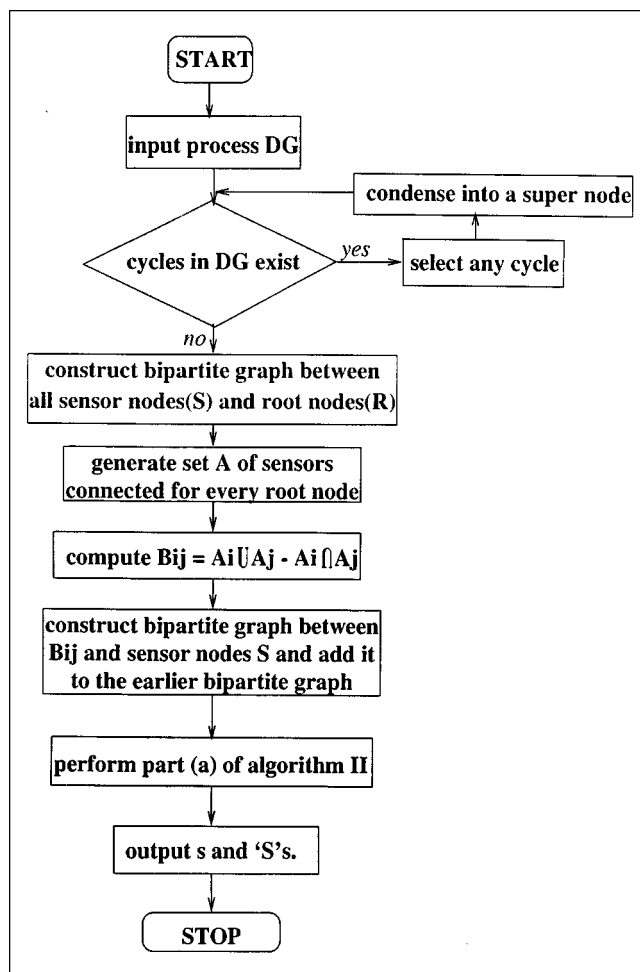 START
input process DG
condense into a super node
cycles in DG exist
yes
select any cycle
no
construct bipartite graph between
all sensor nodes(S) and root nodes(R)
generate set A of sensors
connected for every root node
compute Bij = Ai⋃Aj - Ai⋂Aj
construct bipartite graph between
Bij and sensor nodes S and add it
to the earlier bipartite graph
perform part (a) of algorithm II
output s and ‘S’s.
STOP